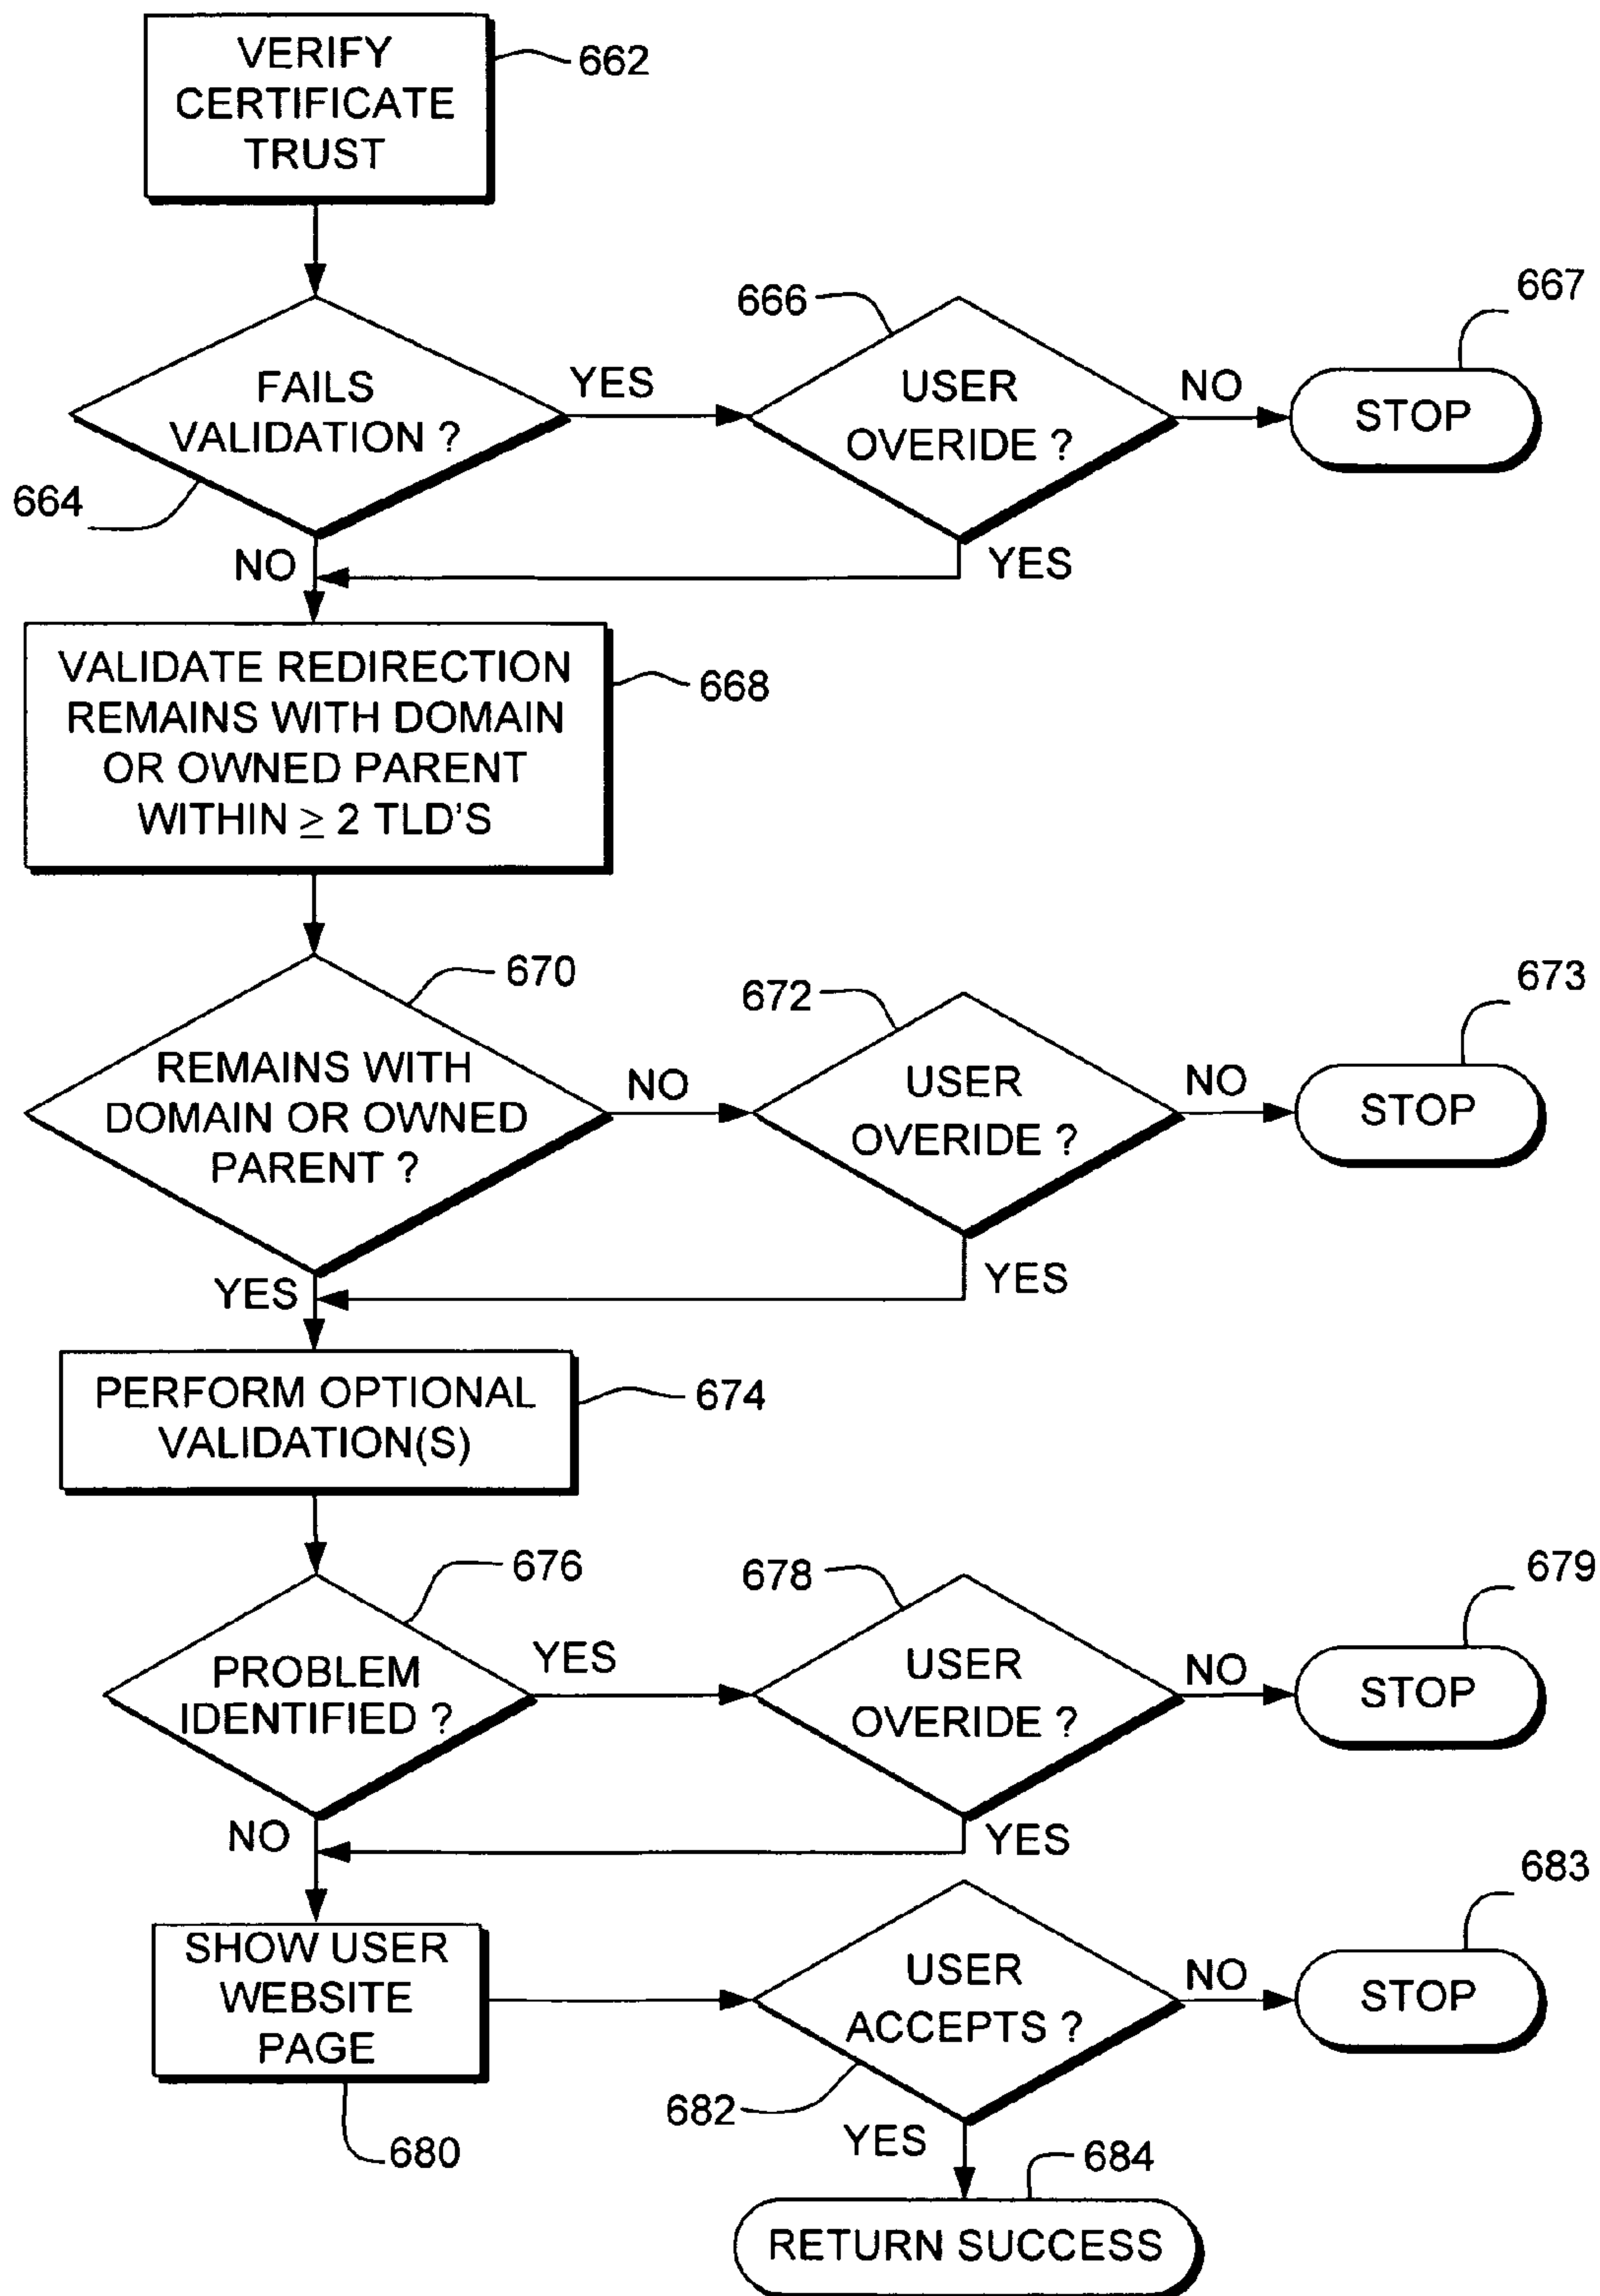 VERIFY
CERTIFICATE
TRUST
662
FAILS
VALIDATION ?
664
YES
NO
666
USER
OVERIDE ?
NO
YES
667
STOP
VALIDATE REDIRECTION
REMAINS WITH DOMAIN
OR OWNED PARENT
WITHIN ≥ 2 TLD'S
668
670
REMAINS WITH
DOMAIN OR OWNED
PARENT ?
NO
YES
672
USER
OVERIDE ?
NO
YES
673
STOP
PERFORM OPTIONAL
VALIDATION(S)
674
676
PROBLEM
IDENTIFIED ?
YES
NO
678
USER
OVERIDE ?
NO
YES
679
STOP
SHOW USER
WEBSITE
PAGE
680
USER
ACCEPTS ?
682
NO
YES
683
STOP
684
RETURN SUCCESS